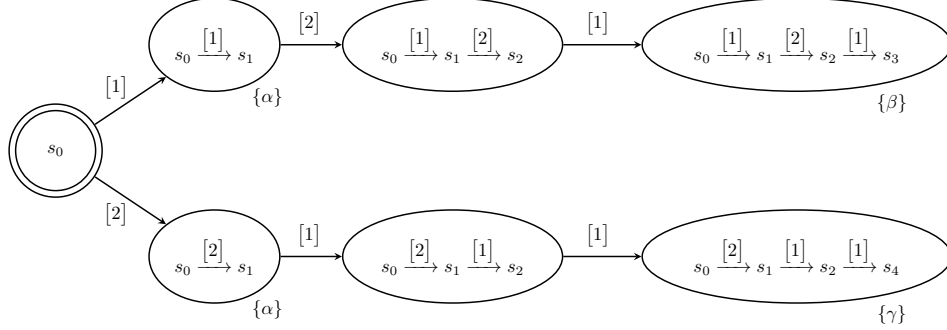 [1]
s₀ —[1]→ s₁
{α}
[2]
s₀ —[1]→ s₁ —[2]→ s₂
[1]
s₀ —[1]→ s₁ —[2]→ s₂ —[1]→ s₃
{β}
s₀
[2]
s₀ —[2]→ s₁
{α}
[1]
s₀ —[2]→ s₁ —[1]→ s₂
[1]
s₀ —[2]→ s₁ —[1]→ s₂ —[1]→ s₄
{γ}